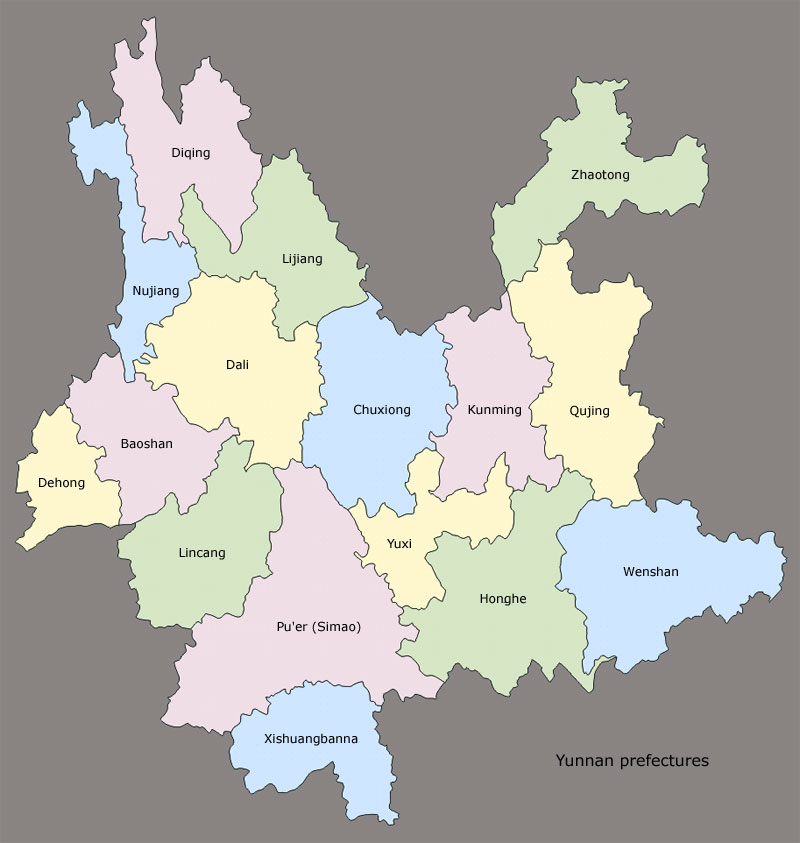 Diqing
Zhaotong
Lijiang
Nujiang
Dali
Chuxiong
Kunming
Qujing
Baoshan
Dehong
Lincang
Yuxi
Wenshan
Honghe
Pu'er (Simao)
Xishuangbanna
Yunnan prefectures